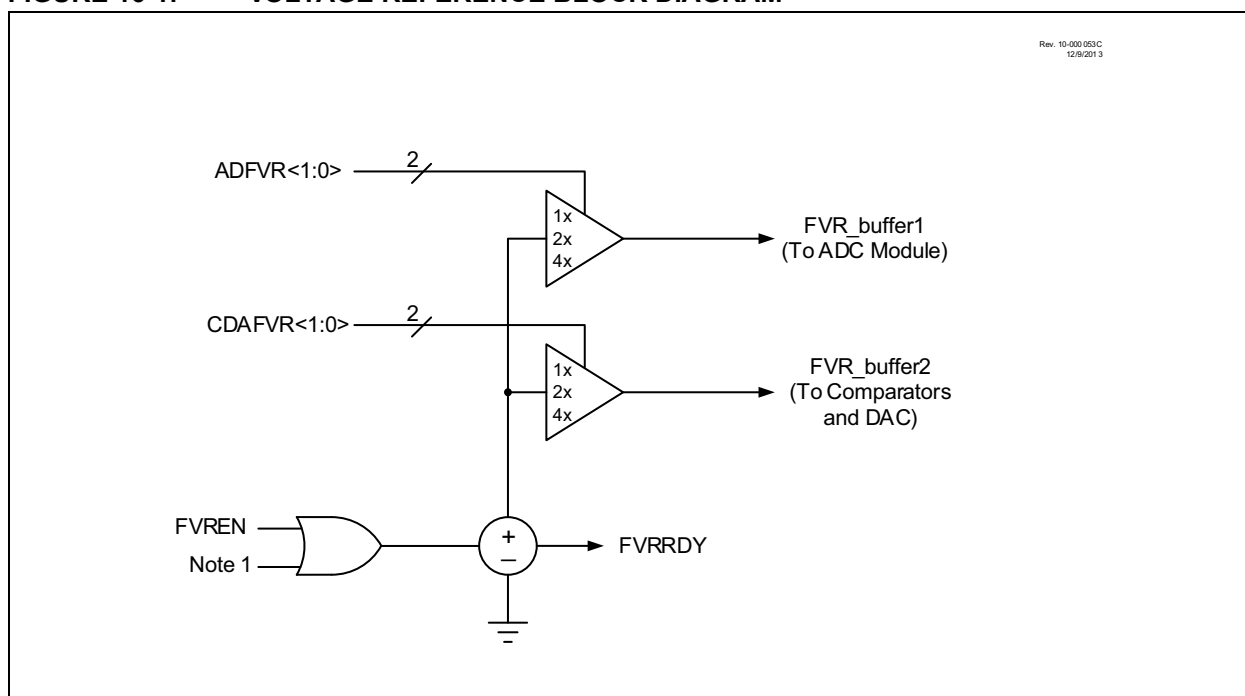 Rev. 10-000 053C
12/9/201 3
ADFVR<1:0>
2
1x
2x
4x
FVR_buffer1
(To ADC Module)
CDAFVR<1:0>
2
1x
2x
4x
FVR_buffer2
(To Comparators
and DAC)
FVREN
Note 1
+
–
FVRRDY